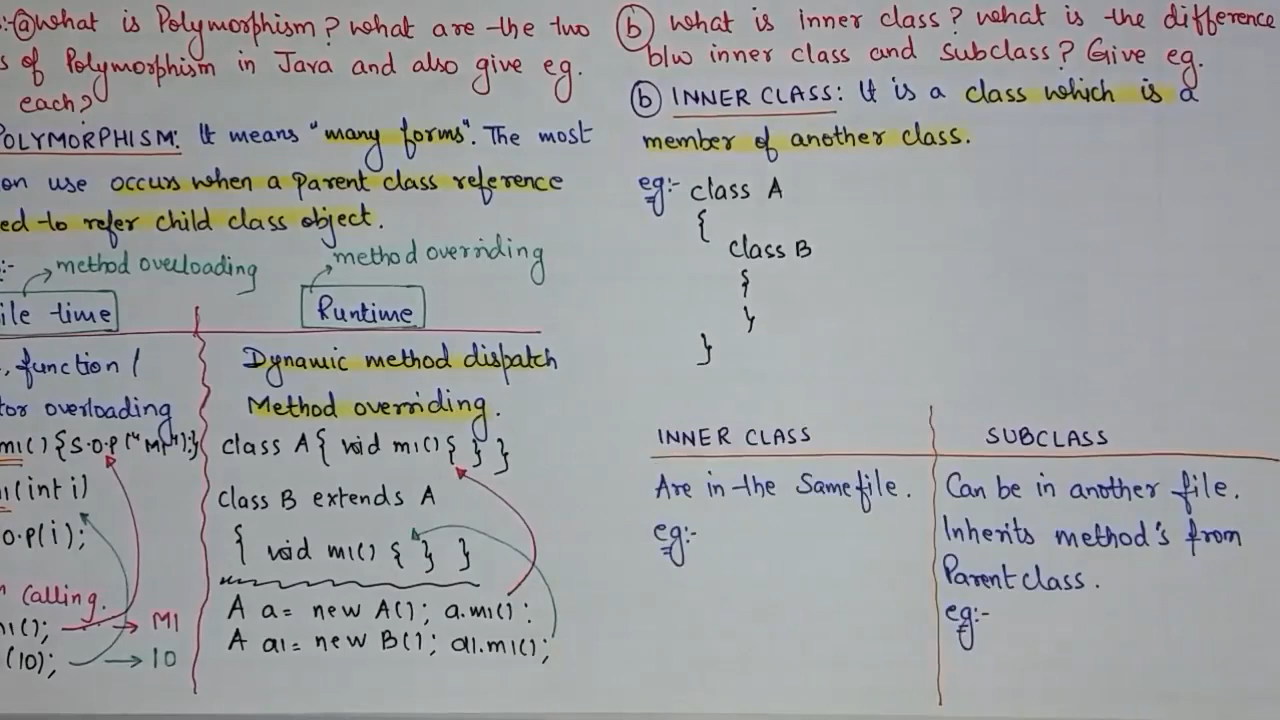 :-ⓐ What is Polymorphism? What are the two
s of Polymorphism in Java and also give eg.
each?
POLYMORPHISM: It means "many forms". The most
on use occurs when a parent class reference
ed to refer child class object.
:-
method overloading
method overriding
ile time
Runtime
, function /
tor overloading
m1() {S.O.P("M1");}
1(int i)
o.p(i);
calling.
1(); → M1
(10); → 10
Dynamic method dispatch
Method overriding.
class A{ void m1() { } }
Class B extends A
{ void m1() { } }
A a = new A(); a.m1();
A a1 = new B(); a1.m1();
ⓑ What is inner class? What is the difference
b/w inner class and Subclass? Give eg.
ⓑ INNER CLASS: It is a class which is a
member of another class.
eg:- class A
{
class B
{
}
}
INNER CLASS
Are in the Same file.
eg:-
SUBCLASS
Can be in another file.
Inherits method's from
Parent class.
eg:-